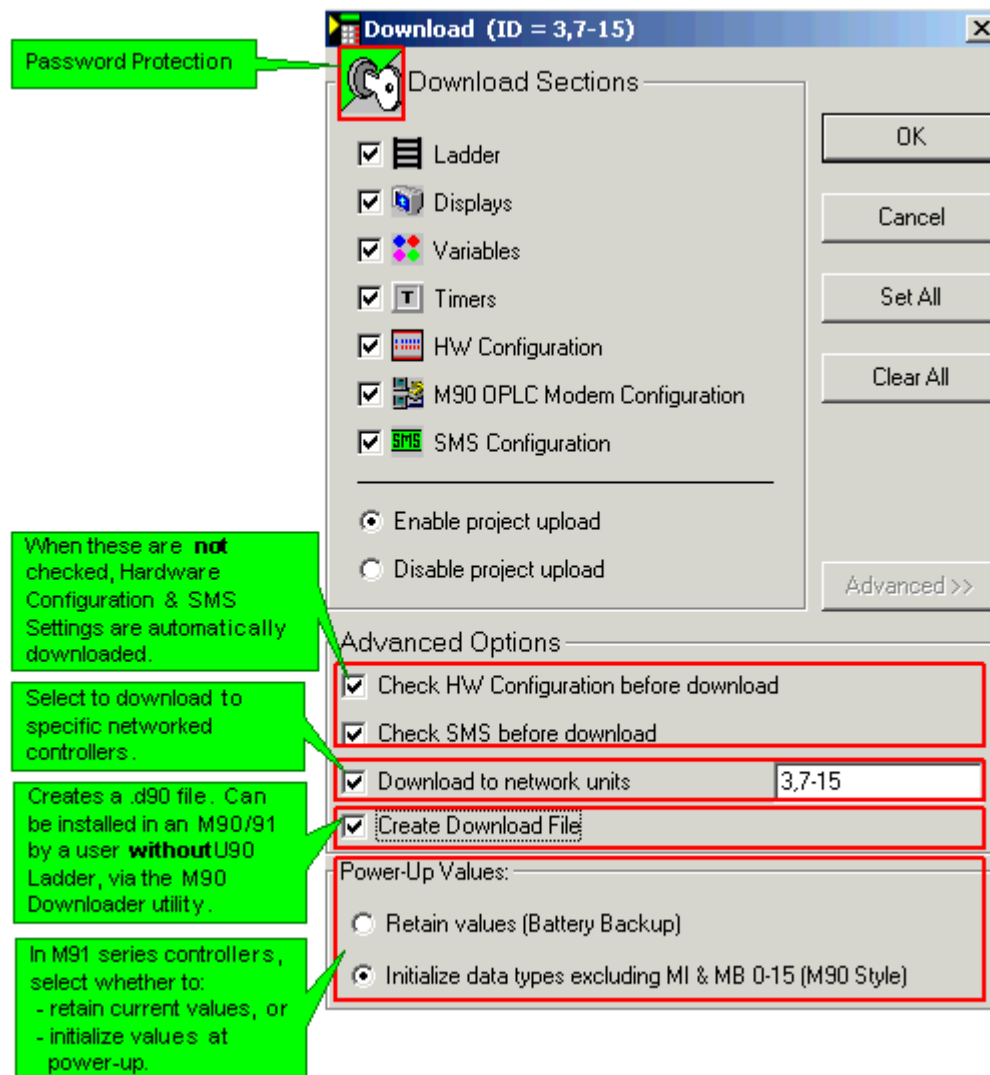 Download (ID = 3,7-15)
Password Protection
Download Sections
Ladder
Displays
Variables
T Timers
HW Configuration
M90 OPLC Modem Configuration
SMS SMS Configuration
Enable project upload
Disable project upload
OK
Cancel
Set All
Clear All
Advanced >>
When these are not
checked, Hardware
Configuration & SMS
Settings are automatically
downloaded.
Advanced Options
Check HW Configuration before download
Check SMS before download
Select to download to
specific networked
controllers.
Download to network units 3,7-15
Creates a .d90 file. Can
be installed in an M90/91
by a user without U90
Ladder, via the M90
Downloader utility.
Create Download File
Power-Up Values:
Retain values (Battery Backup)
Initialize data types excluding MI & MB 0-15 (M90 Style)
In M91 series controllers,
select whether to:
- retain current values, or
- initialize values at
power-up.